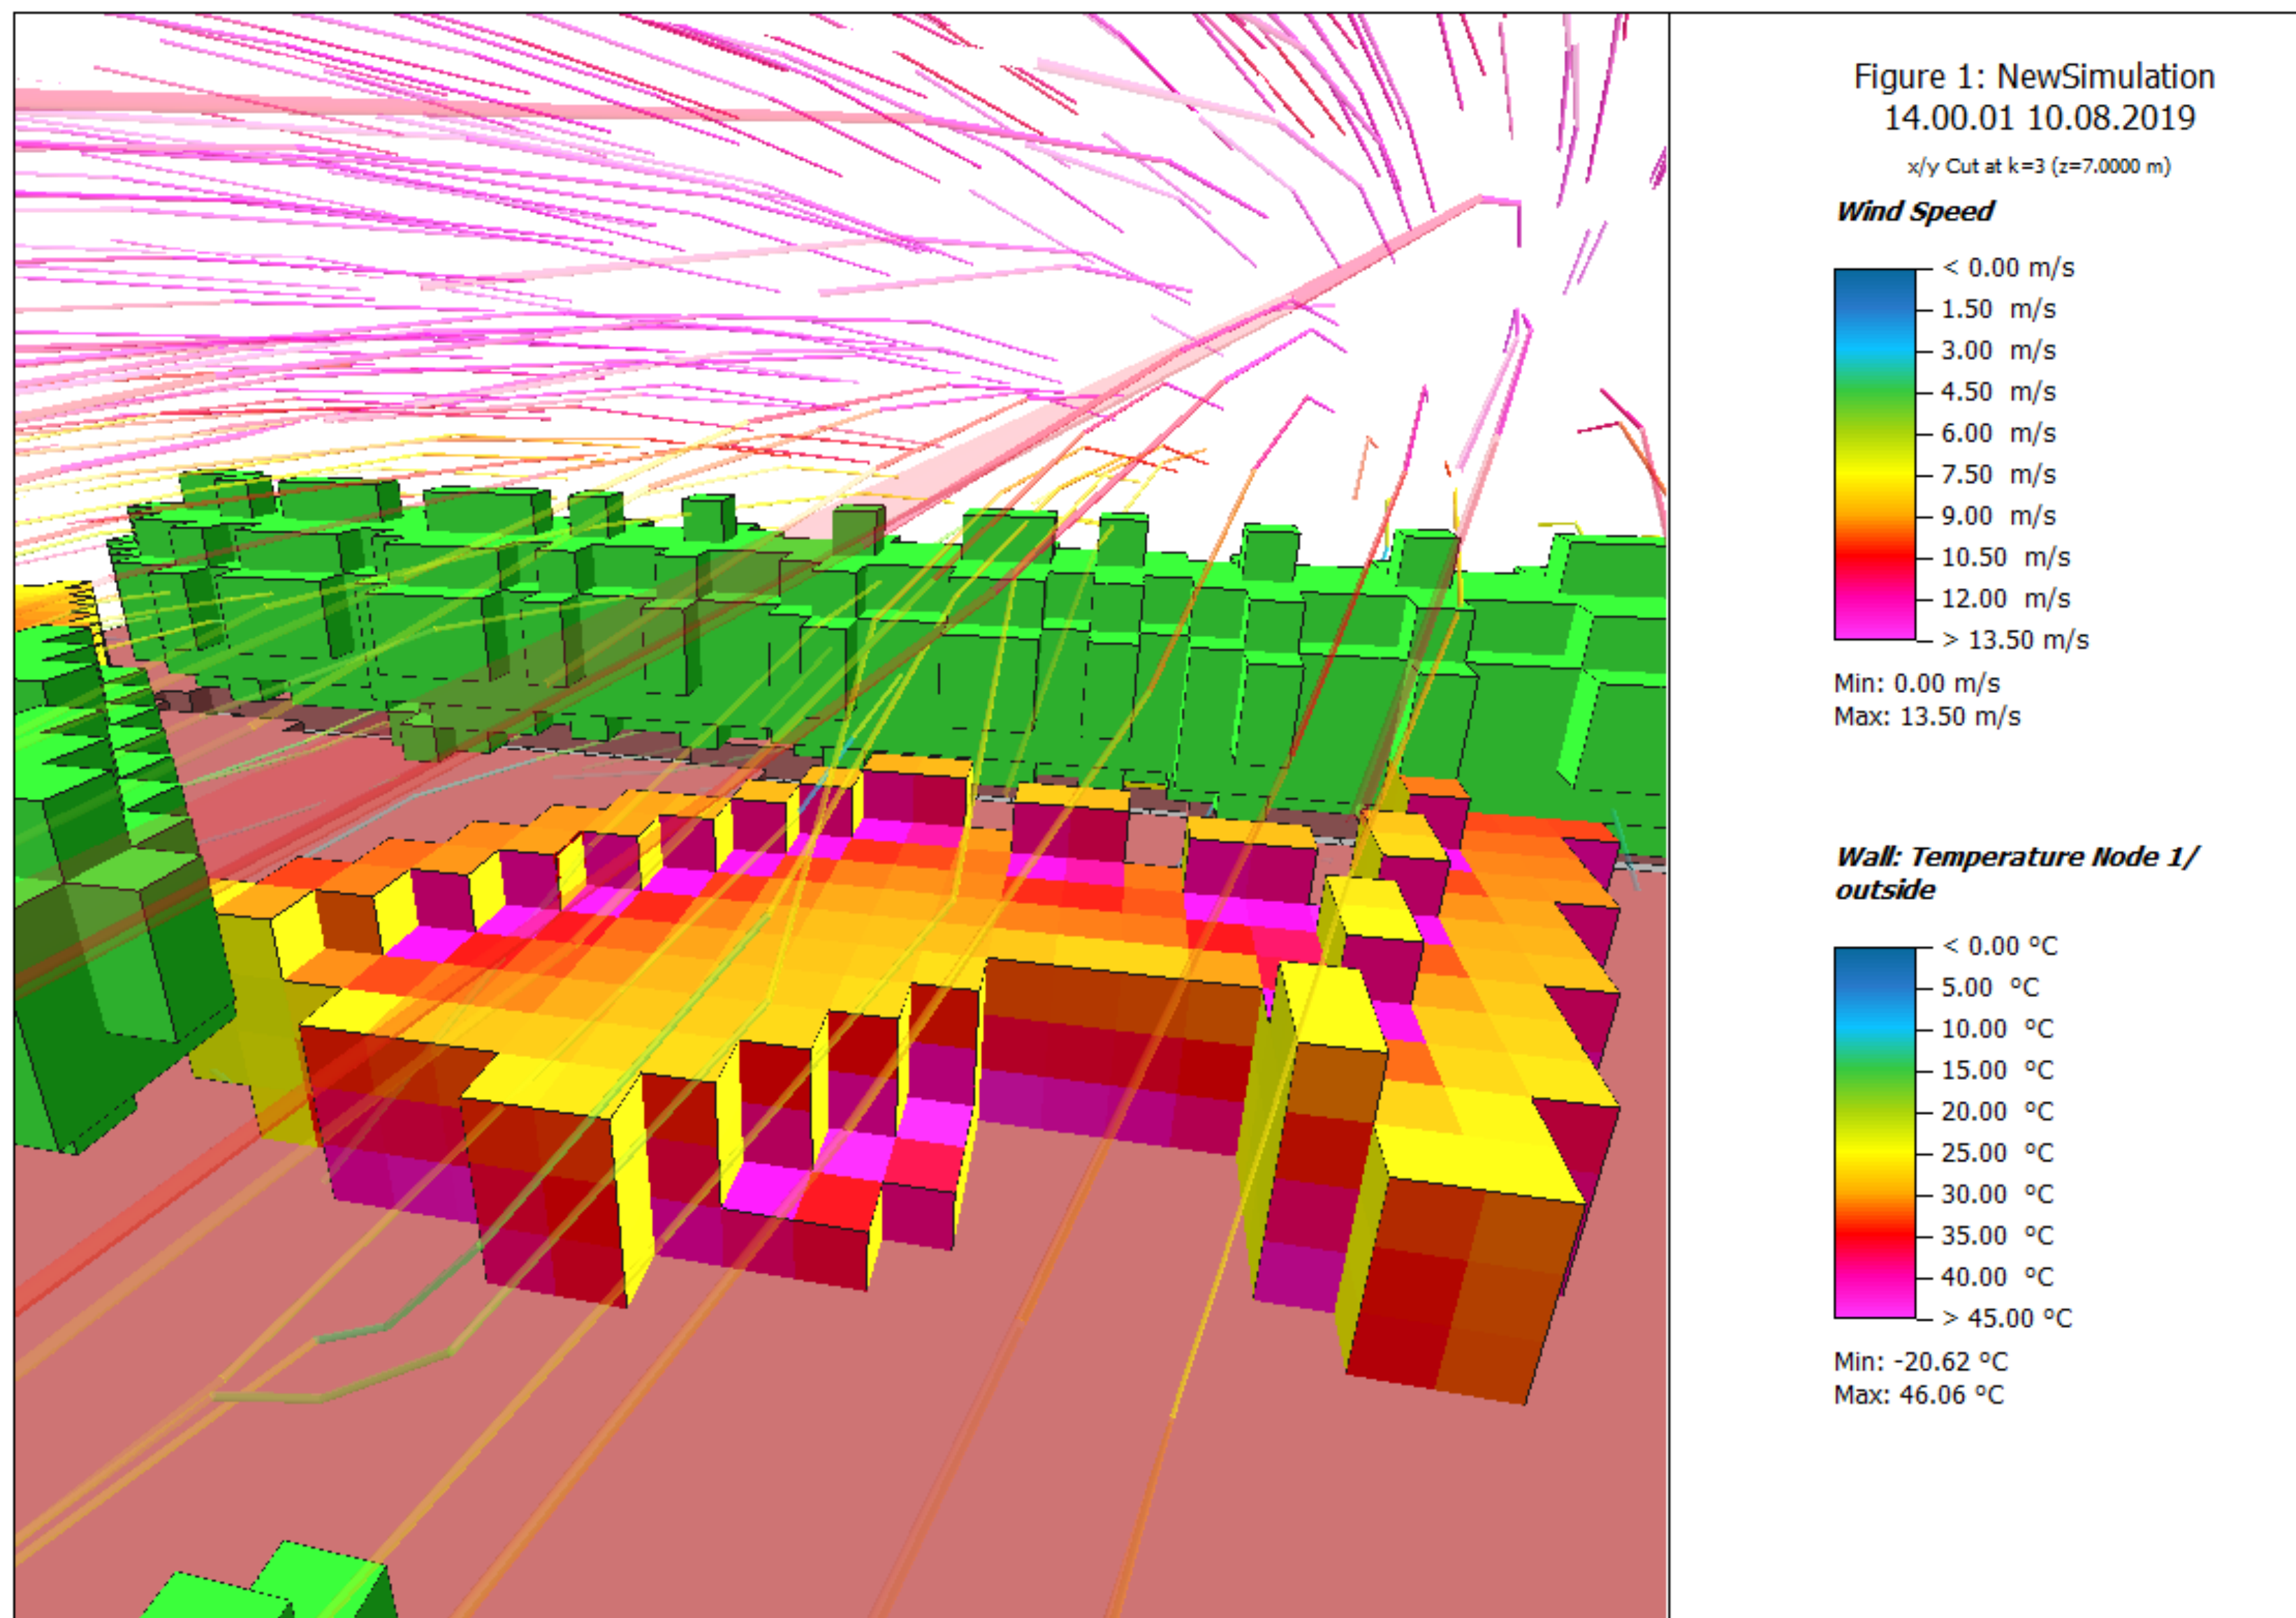 Figure 1: NewSimulation
14.00.01 10.08.2019
x/y Cut at k=3 (z=7.0000 m)
Wind Speed
< 0.00 m/s
1.50 m/s
3.00 m/s
4.50 m/s
6.00 m/s
7.50 m/s
9.00 m/s
10.50 m/s
12.00 m/s
> 13.50 m/s
Min: 0.00 m/s
Max: 13.50 m/s
Wall: Temperature Node 1/
outside
< 0.00 °C
5.00 °C
10.00 °C
15.00 °C
20.00 °C
25.00 °C
30.00 °C
35.00 °C
40.00 °C
> 45.00 °C
Min: -20.62 °C
Max: 46.06 °C